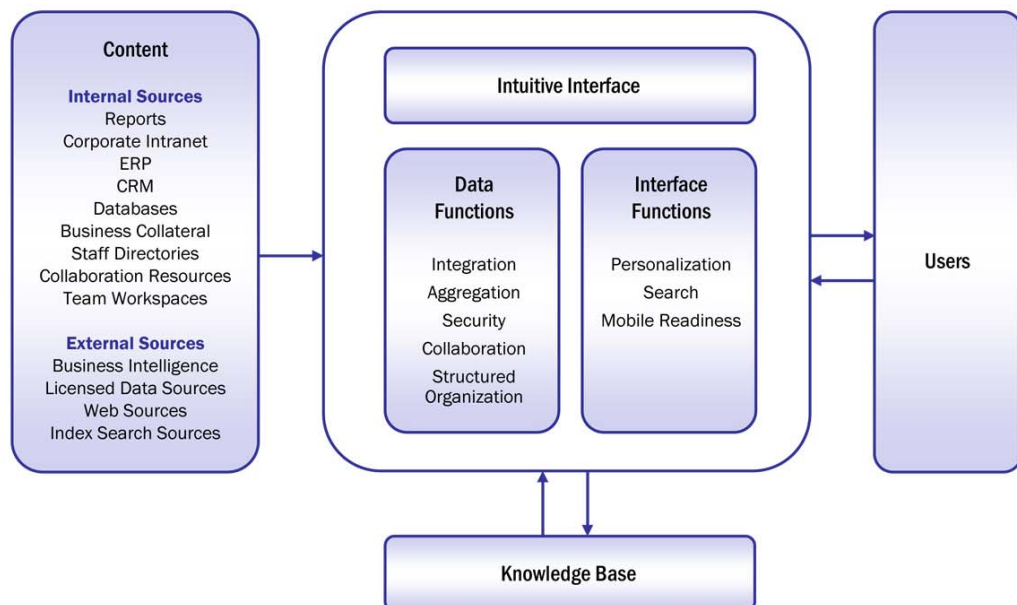 Content
Internal Sources
Reports
Corporate Intranet
ERP
CRM
Databases
Business Collateral
Staff Directories
Collaboration Resources
Team Workspaces
External Sources
Business Intelligence
Licensed Data Sources
Web Sources
Index Search Sources
Intuitive Interface
Data
Functions
Integration
Aggregation
Security
Collaboration
Structured
Organization
Interface
Functions
Personalization
Search
Mobile Readiness
Users
Knowledge Base